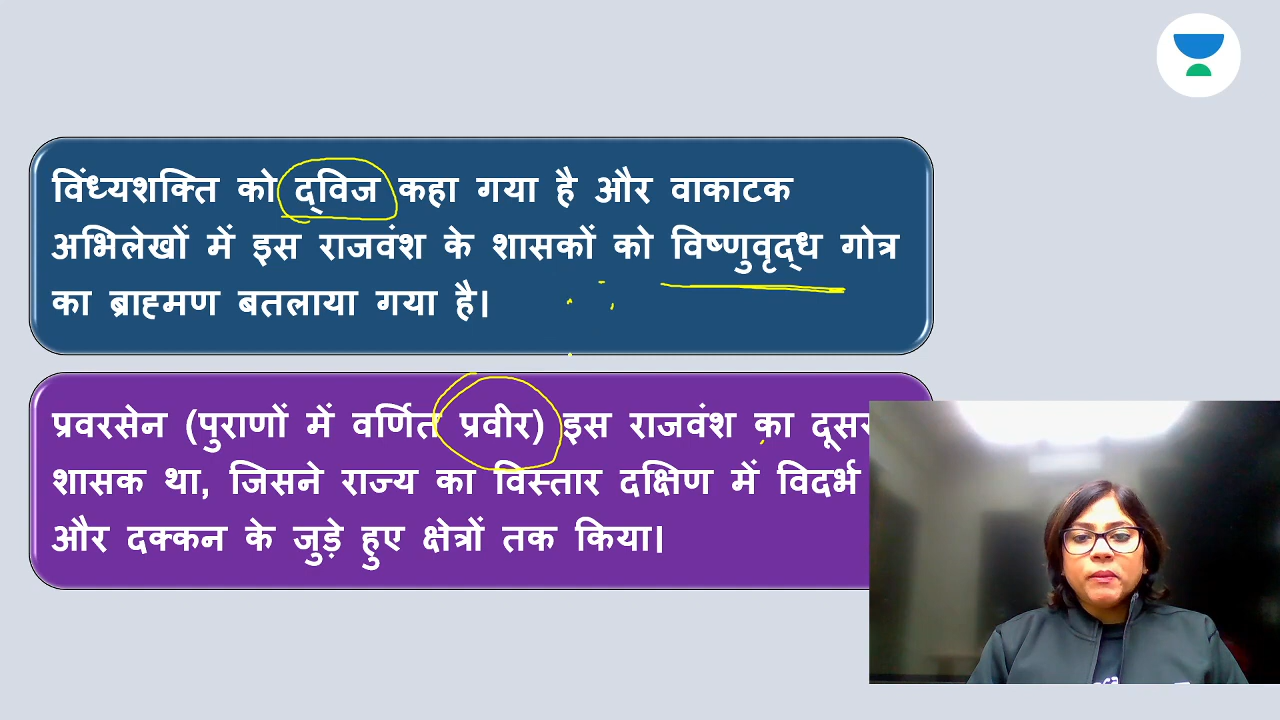 विंध्यशक्ति को द्विज कहा गया है और वाकाटक
अभिलेखों में इस राजवंश के शासकों को विष्णुवृद्ध गोत्र
का ब्राह्मण बतलाया गया है।
प्रवरसेन (पुराणों में वर्णित प्रवीर) इस राजवंश का
शासक था, जिसने राज्य का विस्तार दक्षिण में विदर्भ
और दक्कन के जुड़े हुए क्षेत्रों तक किया।